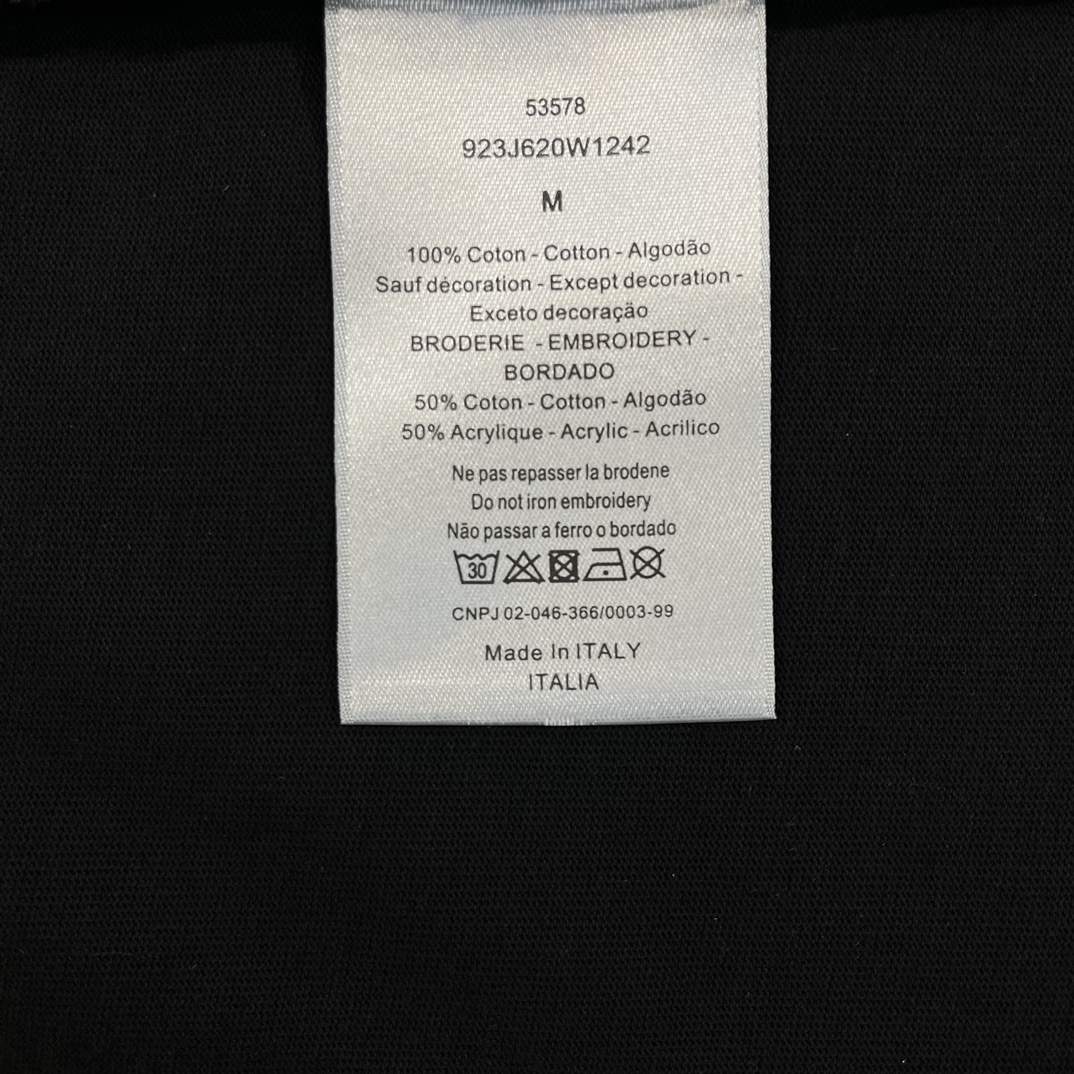 53578
923J620W1242
M
100% Coton - Cotton - Algodão
Sauf décoration - Except decoration -
Exceto decoração
BRODERIE - EMBROIDERY -
BORDADO
50% Coton - Cotton - Algodão
50% Acrylique - Acrylic - Acrilico
Ne pas repasser la brodene
Do not iron embroidery
Não passar a ferro o bordado
30
CNPJ 02-046-366/0003-99
Made In ITALY
ITALIA